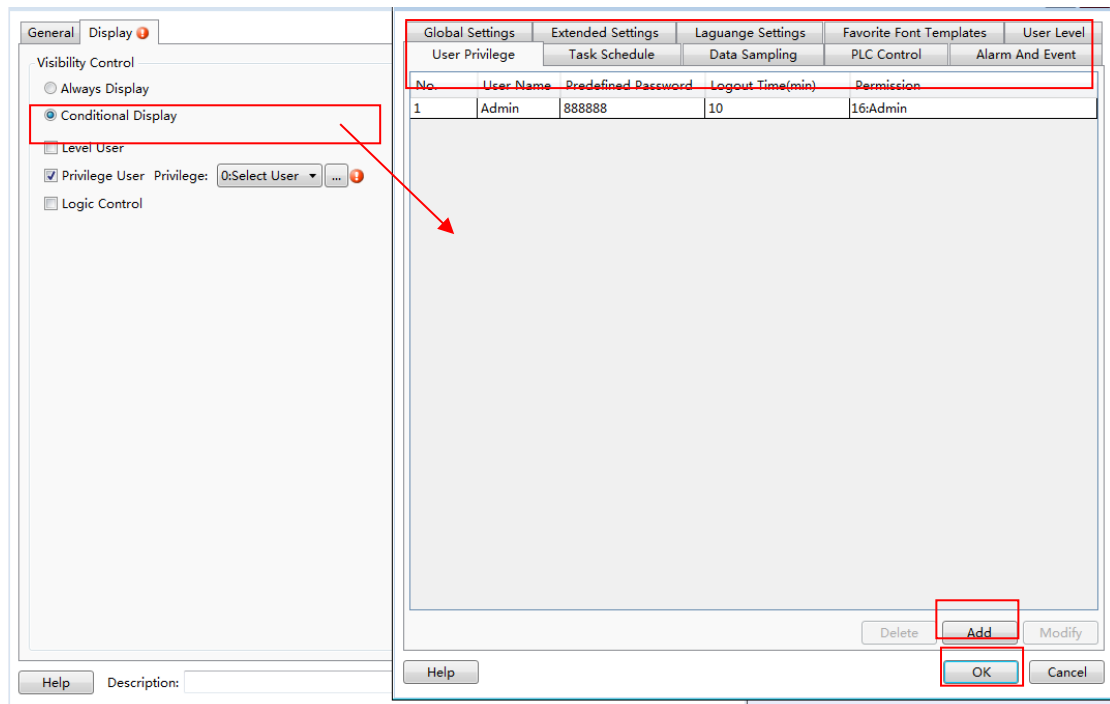 General Display
Visibility Control
Always Display
Conditional Display
Level User
Privilege User Privilege: 0:Select User ...
Logic Control
Help Description:
Global Settings Extended Settings Laguange Settings Favorite Font Templates User Level
User Privilege Task Schedule Data Sampling PLC Control Alarm And Event
No. User Name Predefined Password Logout Time(min) Permission
1 Admin 888888 10 16:Admin
Delete Add Modify
Help OK Cancel